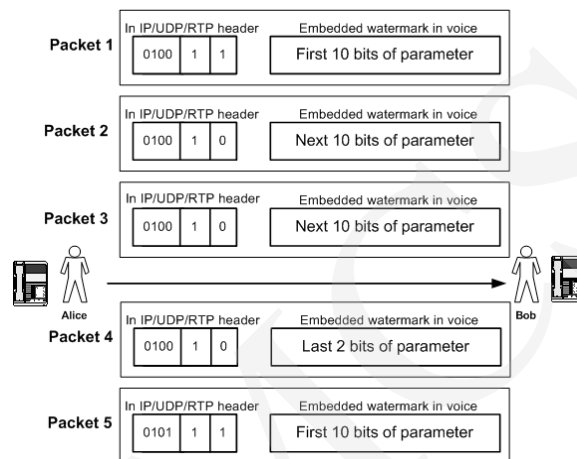 In IP/UDP/RTP header Embedded watermark in voice
Packet 1 0100 1 1 First 10 bits of parameter
In IP/UDP/RTP header Embedded watermark in voice
Packet 2 0100 1 0 Next 10 bits of parameter
In IP/UDP/RTP header Embedded watermark in voice
Packet 3 0100 1 0 Next 10 bits of parameter
Alice Bob
In IP/UDP/RTP header Embedded watermark in voice
Packet 4 0100 1 0 Last 2 bits of parameter
In IP/UDP/RTP header Embedded watermark in voice
Packet 5 0101 1 1 First 10 bits of parameter